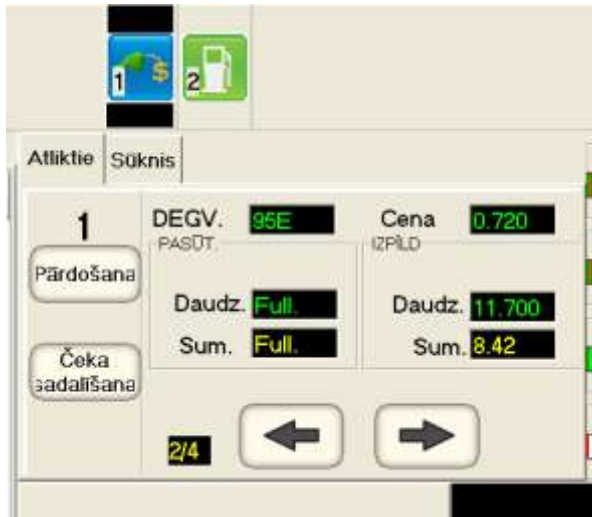 1 2
Atliktie Sūknis
1 DEGV. 95E Cena 0.720
PASŪT. IZPILD
Pārdošana
Daudz. Full. Daudz. 11.700
Sum. Full. Sum. 8.42
Čeka
sadalīšana
2/4